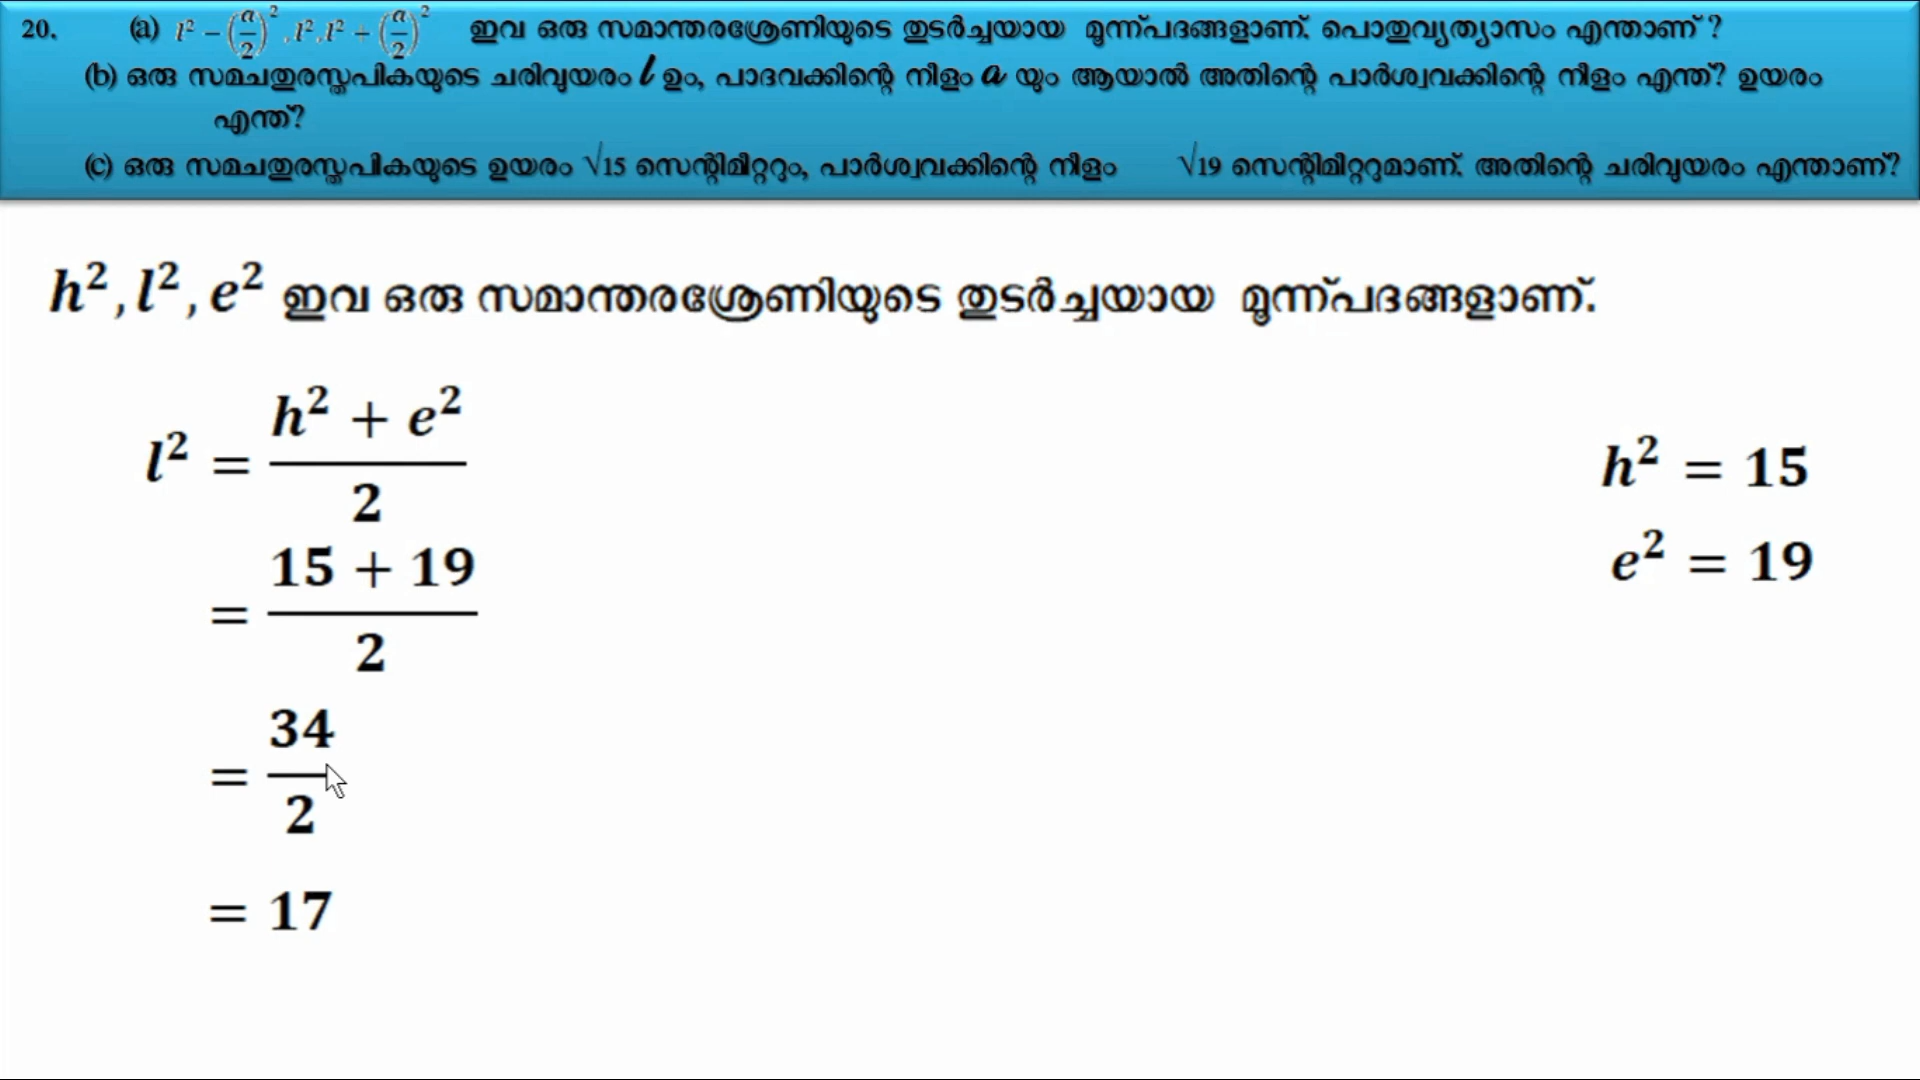 20. (a) l² − (a/2)², l², l² + (a/2)² ഇവ ഒരു സമാന്തരശ്രേണിയുടെ തുടർച്ചയായ മൂന്ന്പദങ്ങളാണ്. പൊതുവ്യത്യാസം എന്താണ് ?
(b) ഒരു സമചതുരസ്തൂപികയുടെ ചരിവുയരം l ഉം, പാദവക്കിന്റെ നീളം a യും ആയാൽ അതിന്റെ പാർശ്വവക്കിന്റെ നീളം എന്ത്? ഉയരം
എന്ത്?
(c) ഒരു സമചതുരസ്തൂപികയുടെ ഉയരം √15 സെന്റിമീറ്ററും, പാർശ്വവക്കിന്റെ നീളം √19 സെന്റിമീറ്ററുമാണ്. അതിന്റെ ചരിവുയരം എന്താണ്?
h², l², e² ഇവ ഒരു സമാന്തരശ്രേണിയുടെ തുടർച്ചയായ മൂന്ന്പദങ്ങളാണ്.
l² = (h² + e²)/2
= (15 + 19)/2
= 34/2
= 17
h² = 15
e² = 19